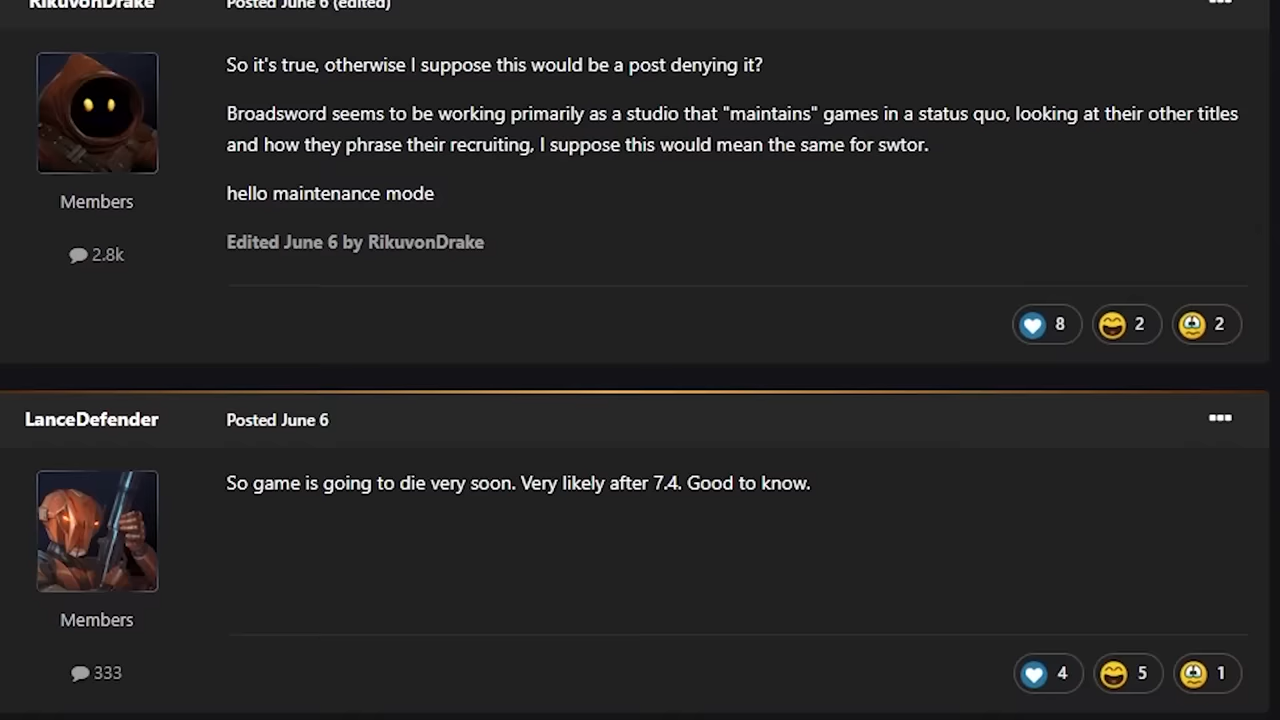 RikuvonDrake
Posted June 6 (edited)
So it's true, otherwise I suppose this would be a post denying it?
Broadsword seems to be working primarily as a studio that "maintains" games in a status quo, looking at their other titles
and how they phrase their recruiting, I suppose this would mean the same for swtor.
hello maintenance mode
Members
2.8k
Edited June 6 by RikuvonDrake
8 2 2
LanceDefender
Posted June 6
So game is going to die very soon. Very likely after 7.4. Good to know.
Members
333
4 5 1